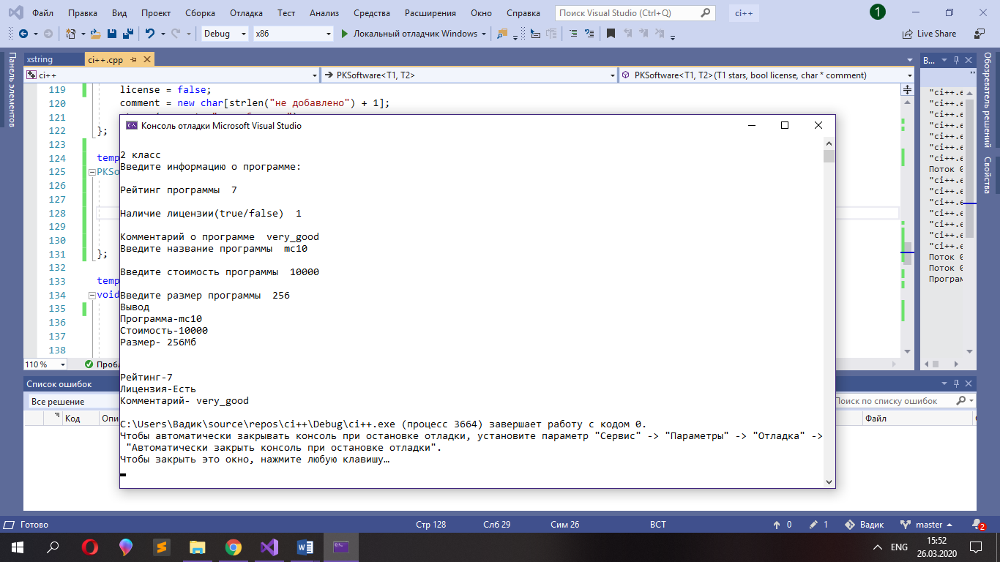 Файл Правка Вид Проект Сборка Отладка Тест Анализ Средства Расширения Окно Справка Поиск Visual Studio (Ctrl+Q) ci++ 1
Debug x86 Локальный отладчик Windows Live Share
Панель элементов
xstring ci++.cpp
ci++ PKSoftware<T1, T2> PKSoftware<T1, T2>(T1 stars, bool license, char * comment)
119 license = false;
120 comment = new char[strlen("не добавлено") + 1];
121
122 };
123
124 temp
125 PKSo
126
127
128
129
130
131 };
132
133 temp
134 void
135
136
137
138
110 % Пробл
Консоль отладки Microsoft Visual Studio
2 класс
Введите информацию о программе:
Рейтинг программы 7
Наличие лицензии(true/false) 1
Комментарий о программе very_good
Введите название программы mc10
Введите стоимость программы 10000
Введите размер программы 256
Вывод
Программа-mc10
Стоимость-10000
Размер- 256Мб
Рейтинг-7
Лицензия-Есть
Комментарий- very_good
C:\Users\Вадик\source\repos\ci++\Debug\ci++.exe (процесс 3664) завершает работу с кодом 0.
Чтобы автоматически закрывать консоль при остановке отладки, установите параметр "Сервис" -> "Параметры" -> "Отладка" ->
"Автоматически закрыть консоль при остановке отладки".
Чтобы закрыть это окно, нажмите любую клавишу…
В...
"ci++.e
"ci++.e
"ci++.e
"ci++.e
"ci++.e
"ci++.e
"ci++.e
Поток 0
"ci++.e
"ci++.e
"ci++.e
"ci++.e
"ci++.e
"ci++.e
"ci++.e
Поток 0
Поток 0
Програм
Обозреватель решений
Свойства
Список ошибок
Все решение Поиск по списку ошибок
Код Опи Файл
Готово Стр 128 Слб 29 Сим 26 ВСТ 0 1 Вадик master 2
ENG 15:52
26.03.2020